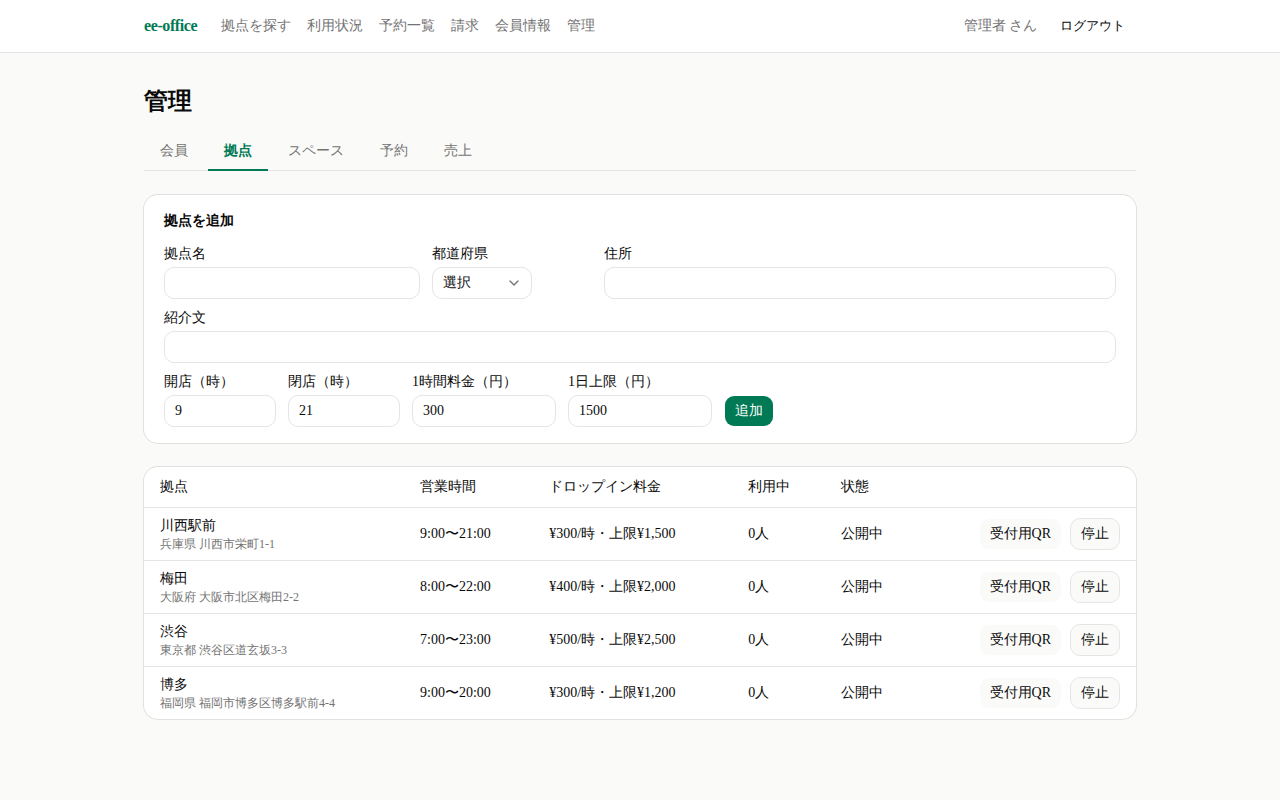 ee-office 拠点を探す 利用状況 予約一覧 請求 会員情報 管理 管理者 さん ログアウト
管理
会員 拠点 スペース 予約 売上
拠点を追加
拠点名 都道府県 住所
選択
紹介文
開店（時） 閉店（時） 1時間料金（円） 1日上限（円）
9 21 300 1500 追加
拠点 営業時間 ドロップイン料金 利用中 状態
川西駅前
兵庫県 川西市栄町1-1
9:00〜21:00 ¥300/時・上限¥1,500 0人 公開中 受付用QR 停止
梅田
大阪府 大阪市北区梅田2-2
8:00〜22:00 ¥400/時・上限¥2,000 0人 公開中 受付用QR 停止
渋谷
東京都 渋谷区道玄坂3-3
7:00〜23:00 ¥500/時・上限¥2,500 0人 公開中 受付用QR 停止
博多
福岡県 福岡市博多区博多駅前4-4
9:00〜20:00 ¥300/時・上限¥1,200 0人 公開中 受付用QR 停止